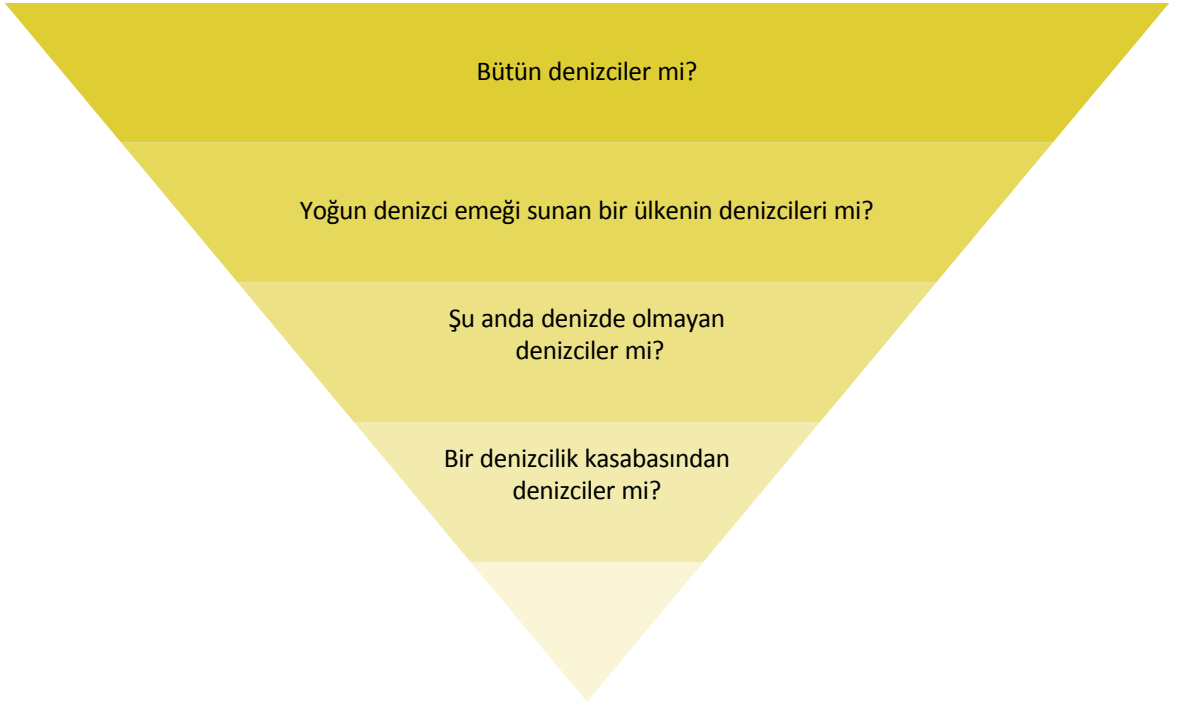 Bütün denizciler mi?
Yoğun denizci emeği sunan bir ülkenin denizcileri mi?
Şu anda denizde olmayan
denizciler mi?
Bir denizcilik kasabasından
denizciler mi?